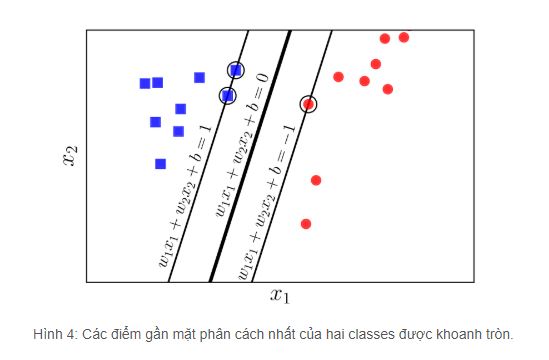 w₁x₁ + w₂x₂ + b = 1
w₁x₁ + w₂x₂ + b = 0
w₁x₁ + w₂x₂ + b = −1
x₂
x₁
Hình 4: Các điểm gần mặt phân cách nhất của hai classes được khoanh tròn.